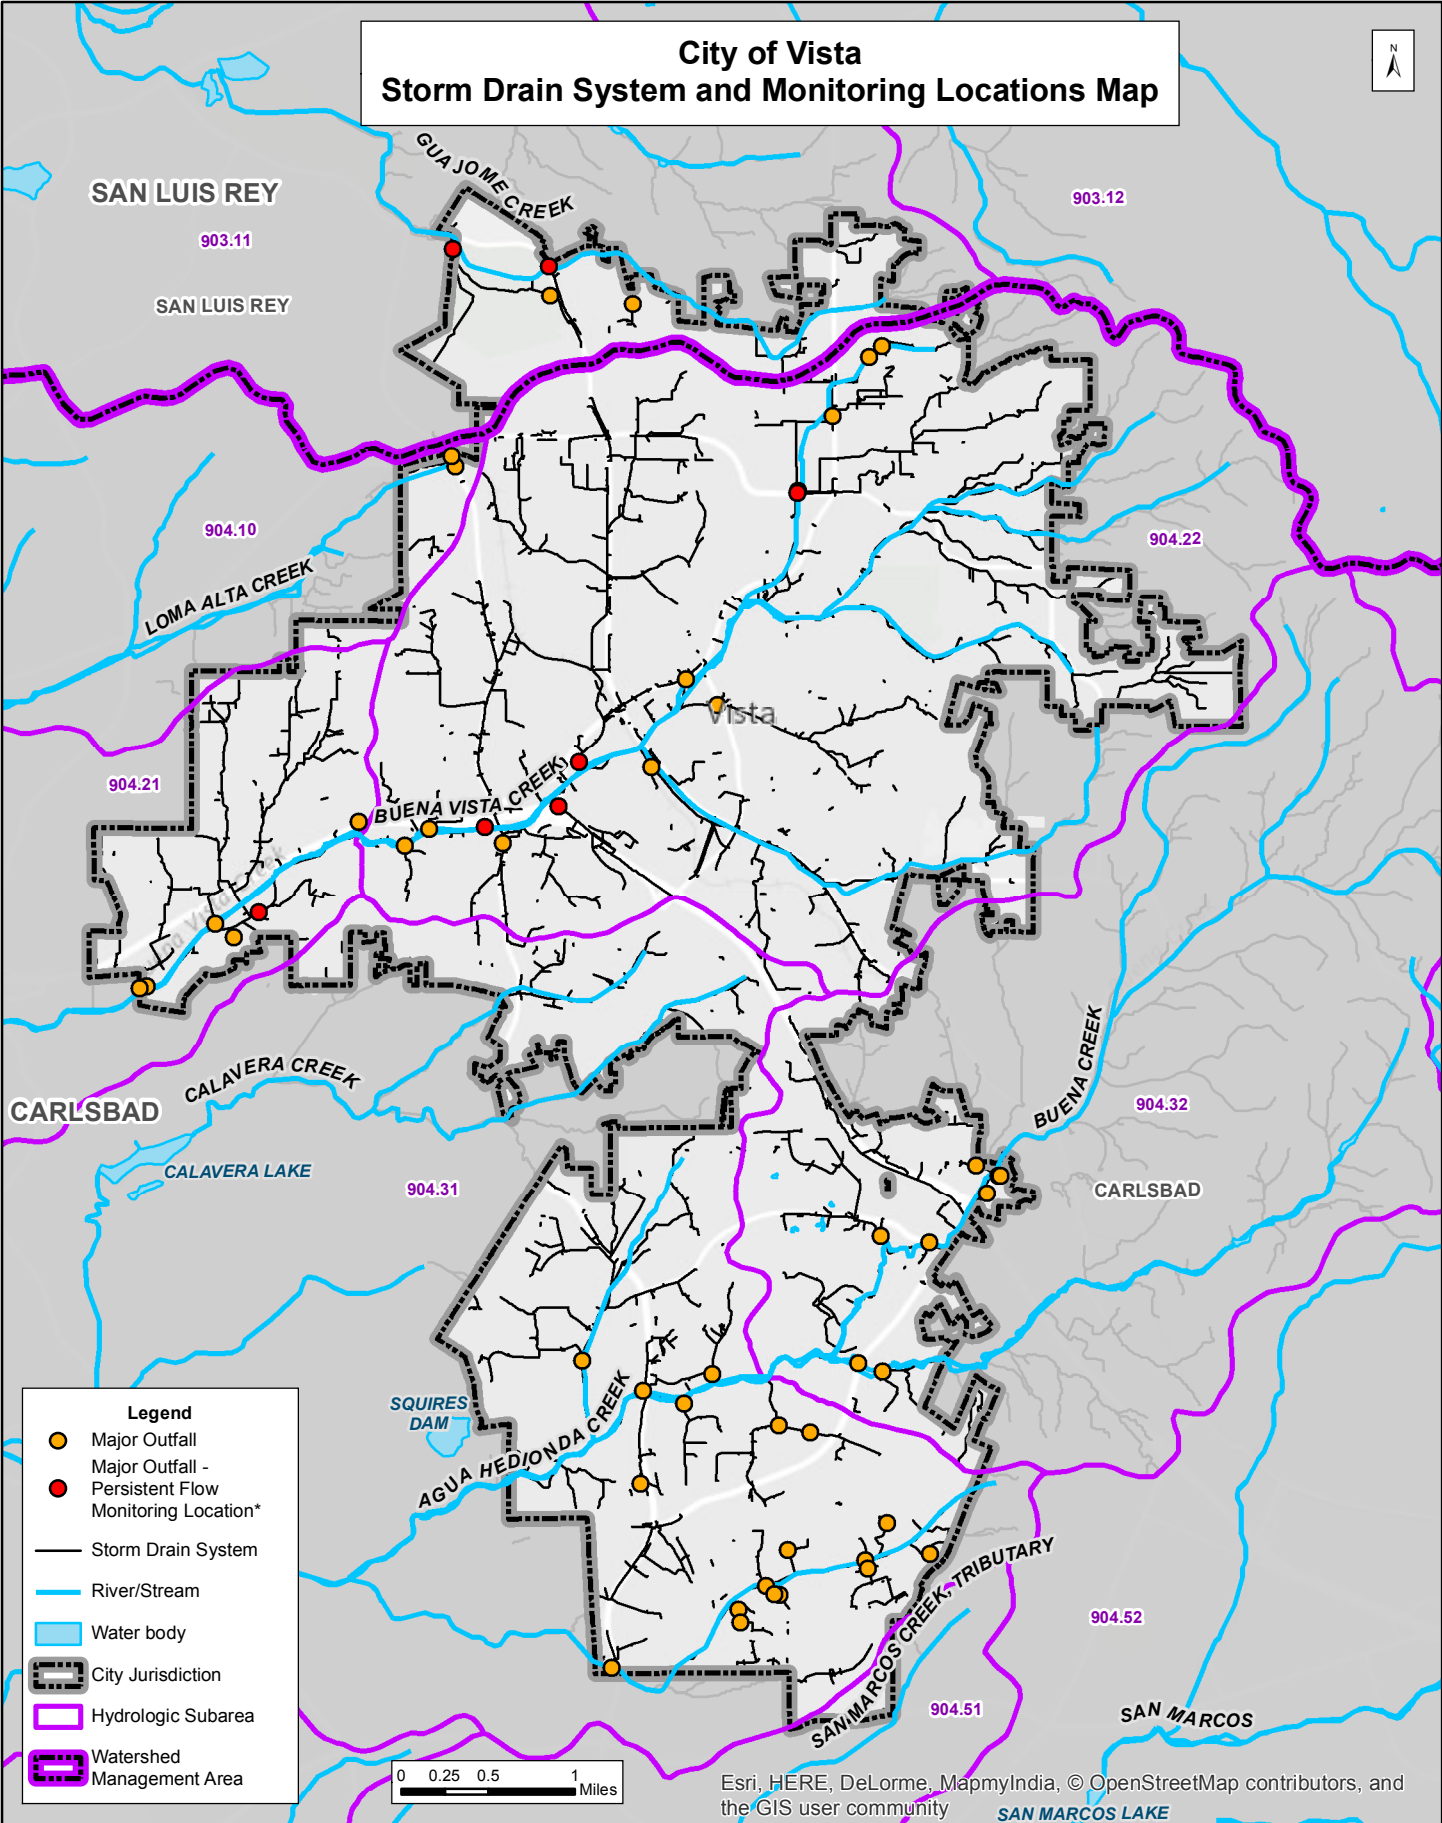 City of Vista
Storm Drain System and Monitoring Locations Map
N
GUAJOME CREEK
SAN LUIS REY
903.11
903.12
SAN LUIS REY
904.10
904.22
LOMA ALTA CREEK
Vista
904.21
BUENA VISTA CREEK
BUENA CREEK
CALAVERA CREEK
CARLSBAD
904.32
CALAVERA LAKE
904.31
CARLSBAD
SQUIRES
DAM
AGUA HEDIONDA CREEK
SAN MARCOS CREEK, TRIBUTARY
904.52
904.51
SAN MARCOS
SAN MARCOS LAKE
Legend
Major Outfall
Major Outfall -
Persistent Flow
Monitoring Location*
Storm Drain System
River/Stream
Water body
City Jurisdiction
Hydrologic Subarea
Watershed
Management Area
0 0.25 0.5 1
Miles
Esri, HERE, DeLorme, MapmyIndia, © OpenStreetMap contributors, and
the GIS user community